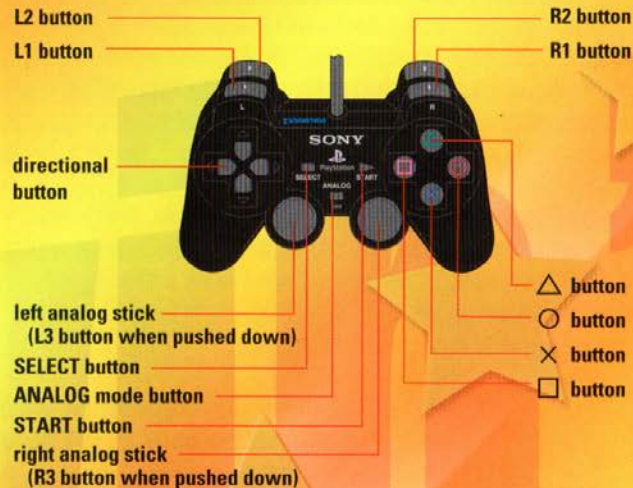 L2 button
R2 button
L1 button
R1 button
L
R
SONY
PlayStation
SELECT
START
ANALOG
directional
button
left analog stick
(L3 button when pushed down)
SELECT button
ANALOG mode button
START button
right analog stick
(R3 button when pushed down)
△ button
○ button
✕ button
□ button